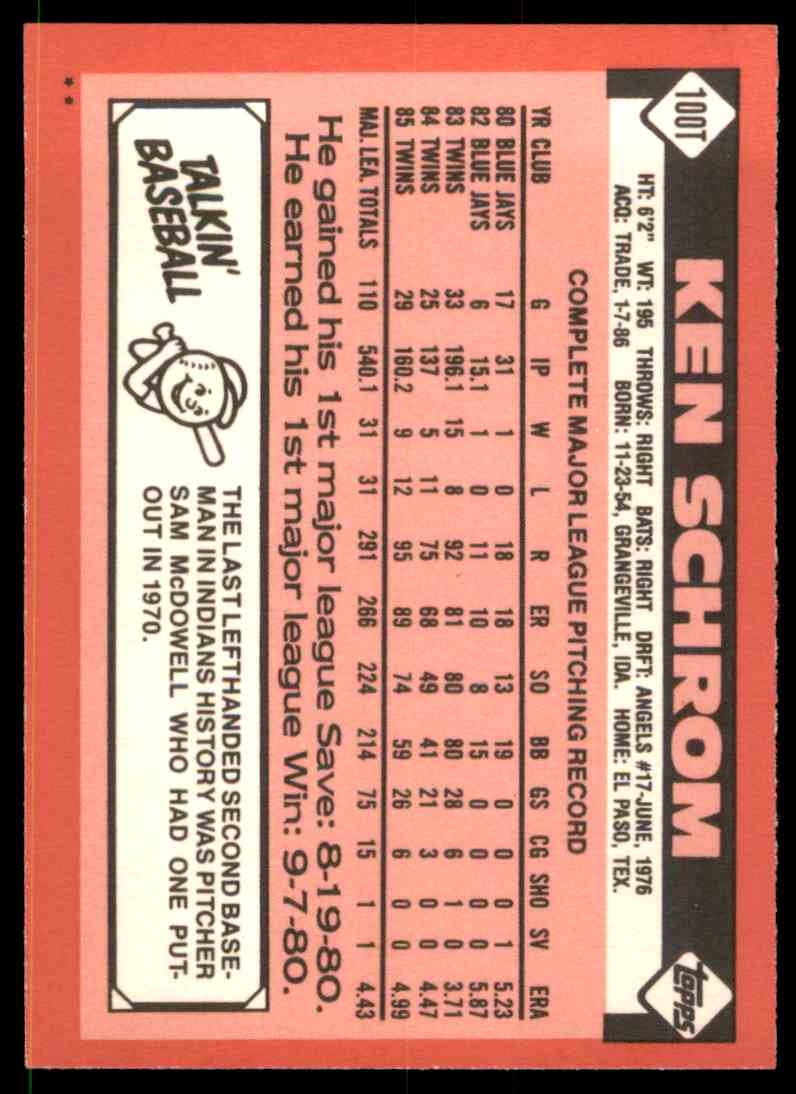 100T
KEN SCHROM
topps
HT: 6'2" WT: 195 THROWS: RIGHT BATS: RIGHT DRFT: ANGELS #17-JUNE, 1976
ACQ: TRADE, 1-7-86 BORN: 11-23-54, GRANGEVILLE, IDA. HOME: EL PASO, TEX.
COMPLETE MAJOR LEAGUE PITCHING RECORD
YR CLUB G IP W L R ER SO BB GS CG SHO SV ERA
80 BLUE JAYS 17 31 1 0 18 18 13 19 0 0 0 1 5.23
82 BLUE JAYS 6 15.1 1 0 11 10 8 15 0 0 0 0 5.87
83 TWINS 33 196.1 15 8 92 81 80 80 28 6 1 0 3.71
84 TWINS 25 137 5 11 75 68 49 41 21 3 0 0 4.47
85 TWINS 29 160.2 9 12 95 89 74 59 26 6 0 0 4.99
MAJ. LEA. TOTALS 110 540.1 31 31 291 266 224 214 75 15 1 1 4.43
He gained his 1st major league Save: 8-19-80.
He earned his 1st major league Win: 9-7-80.
TALKIN'
BASEBALL
THE LAST LEFTHANDED SECOND BASE-
MAN IN INDIANS HISTORY WAS PITCHER
SAM McDOWELL WHO HAD ONE PUT-
OUT IN 1970.
**